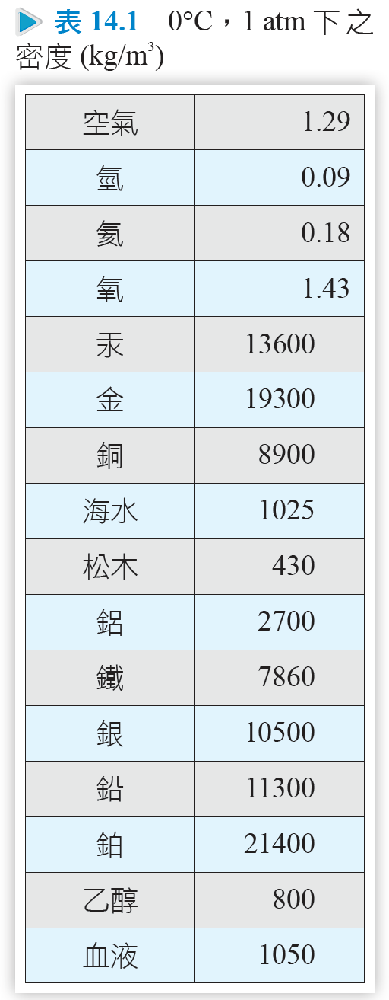 表 14.1 0°C，1 atm 下之
密度 (kg/m³)
空氣 1.29
氫 0.09
氦 0.18
氧 1.43
汞 13600
金 19300
銅 8900
海水 1025
松木 430
鋁 2700
鐵 7860
銀 10500
鉛 11300
鉑 21400
乙醇 800
血液 1050